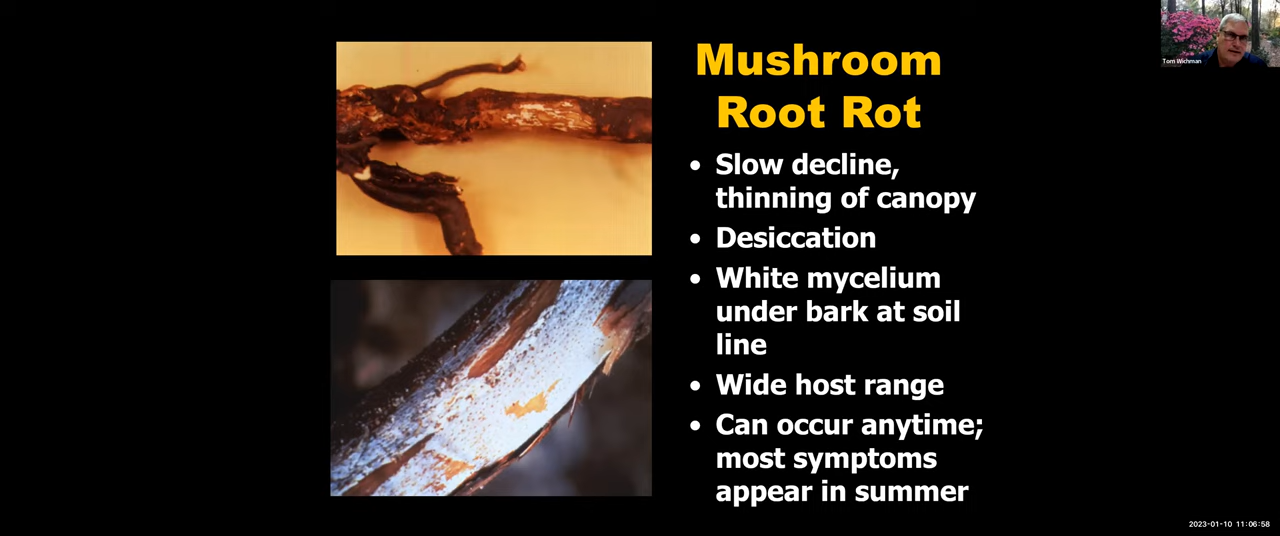 Mushroom
Root Rot
• Slow decline,
thinning of canopy
• Desiccation
• White mycelium
under bark at soil
line
• Wide host range
• Can occur anytime;
most symptoms
appear in summer
Tom Wichman
2023-01-10 11:06:58